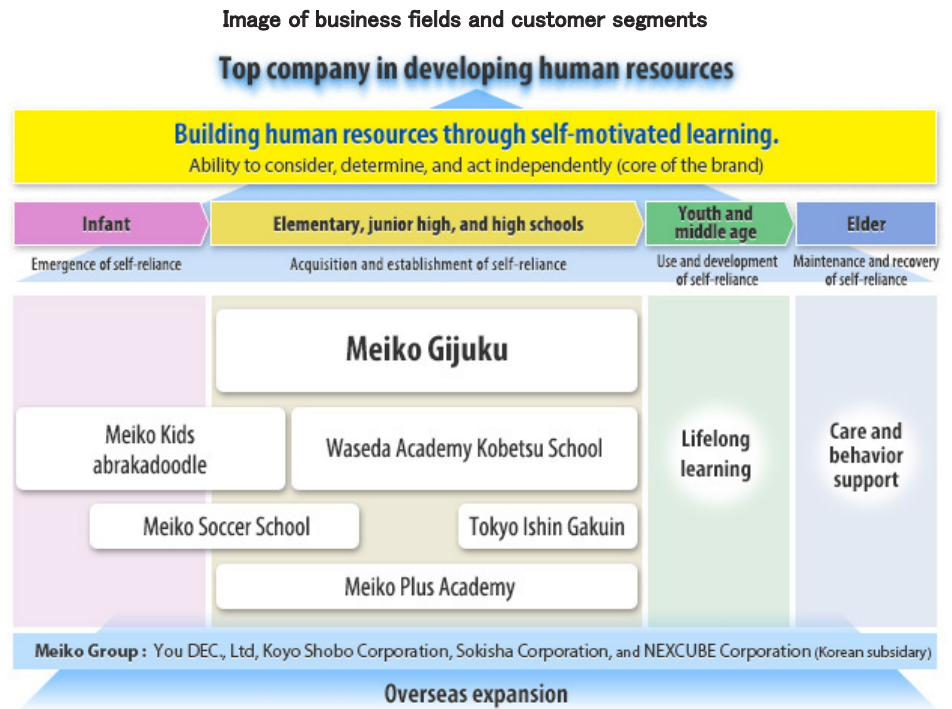 Image of business fields and customer segments
Top company in developing human resources
Building human resources through self-motivated learning.
Ability to consider, determine, and act independently (core of the brand)
Infant
Elementary, junior high, and high schools
Youth and
middle age
Elder
Emergence of self-reliance
Acquisition and establishment of self-reliance
Use and development
of self-reliance
Maintenance and recovery
of self-reliance
Meiko Gijuku
Meiko Kids
abrakadoodle
Waseda Academy Kobetsu School
Lifelong
learning
Care and
behavior
support
Meiko Soccer School
Tokyo Ishin Gakuin
Meiko Plus Academy
Meiko Group : You DEC., Ltd, Koyo Shobo Corporation, Sokisha Corporation, and NEXCUBE Corporation (Korean subsidary)
Overseas expansion